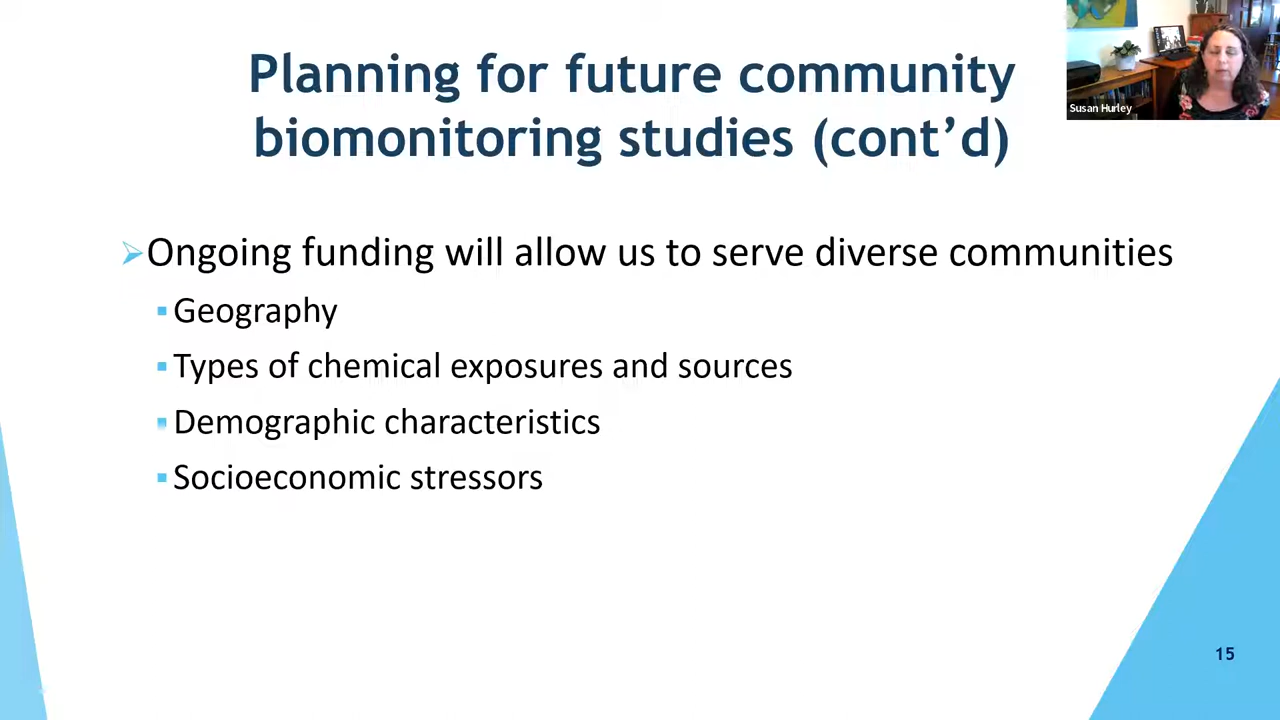 Planning for future community
biomonitoring studies (cont’d)
Susan Hurley
Ongoing funding will allow us to serve diverse communities
Geography
Types of chemical exposures and sources
Demographic characteristics
Socioeconomic stressors
15